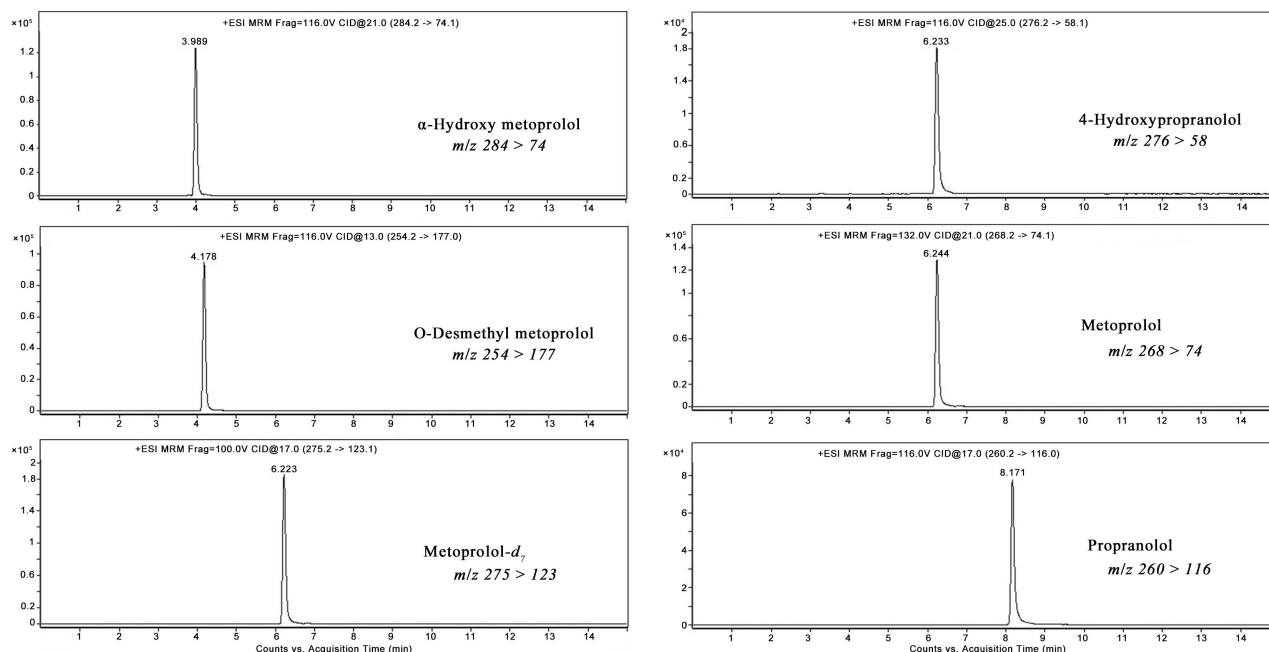 +ESI MRM Frag=116.0V CID@21.0 (284.2 -> 74.1)
×10⁵
3.989
1.2
1
0.8
0.6
0.4
0.2
0
α-Hydroxy metoprolol
m/z 284 > 74
1 2 3 4 5 6 7 8 9 10 11 12 13 14
+ESI MRM Frag=116.0V CID@13.0 (254.2 -> 177.0)
×10⁵
4.178
1
0.8
0.6
0.4
0.2
0
O-Desmethyl metoprolol
m/z 254 > 177
1 2 3 4 5 6 7 8 9 10 11 12 13 14
+ESI MRM Frag=100.0V CID@17.0 (275.2 -> 123.1)
×10⁵
6.223
2
1.8
1.4
1
0.6
0.2
0
Metoprolol-d₇
m/z 275 > 123
1 2 3 4 5 6 7 8 9 10 11 12 13 14
Counts vs. Acquisition Time (min)
+ESI MRM Frag=116.0V CID@25.0 (276.2 -> 58.1)
×10⁴
6.233
2
1.8
1.4
1
0.6
0.2
0
4-Hydroxypropranolol
m/z 276 > 58
1 2 3 4 5 6 7 8 9 10 11 12 13 14
+ESI MRM Frag=132.0V CID@21.0 (268.2 -> 74.1)
×10⁵
6.244
1.4
1.2
1
0.6
0.2
0
Metoprolol
m/z 268 > 74
1 2 3 4 5 6 7 8 9 10 11 12 13 14
+ESI MRM Frag=116.0V CID@17.0 (260.2 -> 116.0)
×10⁴
8.171
8
6
4
2
0
Propranolol
m/z 260 > 116
1 2 3 4 5 6 7 8 9 10 11 12 13 14
Counts vs. Acquisition Time (min)